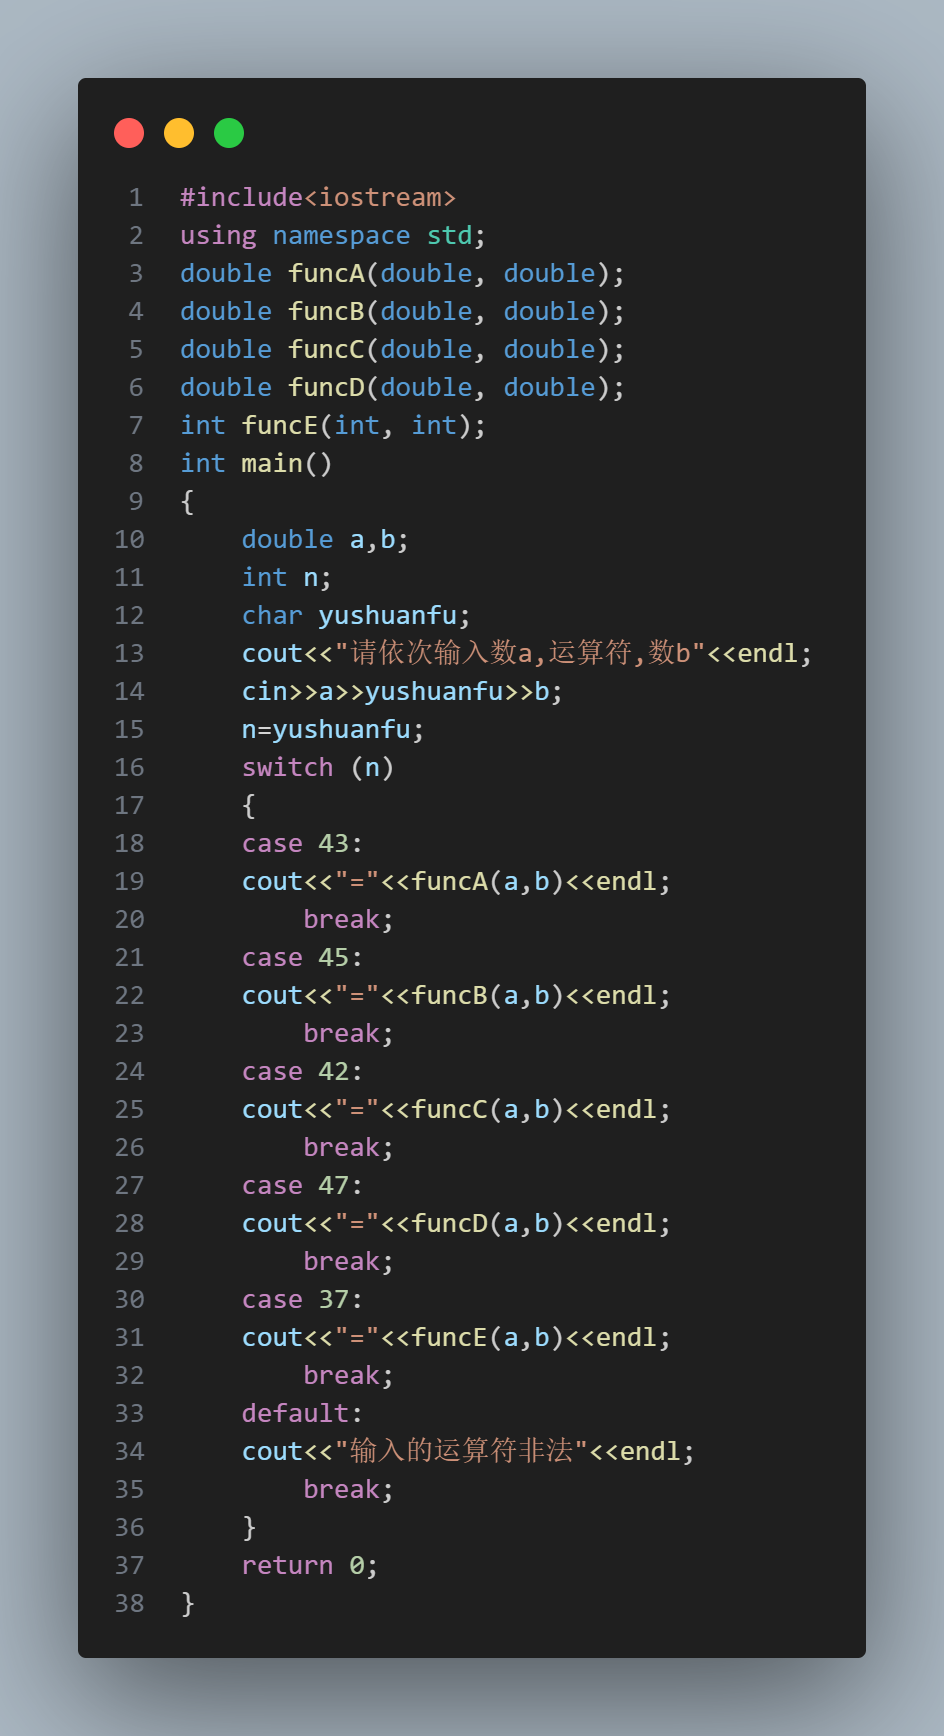 1 #include<iostream>
2 using namespace std;
3 double funcA(double, double);
4 double funcB(double, double);
5 double funcC(double, double);
6 double funcD(double, double);
7 int funcE(int, int);
8 int main()
9 {
10     double a,b;
11     int n;
12     char yushuanfu;
13     cout<<"请依次输入数a,运算符,数b"<<endl;
14     cin>>a>>yushuanfu>>b;
15     n=yushuanfu;
16     switch (n)
17     {
18     case 43:
19     cout<<"="<<funcA(a,b)<<endl;
20         break;
21     case 45:
22     cout<<"="<<funcB(a,b)<<endl;
23         break;
24     case 42:
25     cout<<"="<<funcC(a,b)<<endl;
26         break;
27     case 47:
28     cout<<"="<<funcD(a,b)<<endl;
29         break;
30     case 37:
31     cout<<"="<<funcE(a,b)<<endl;
32         break;
33     default:
34     cout<<"输入的运算符非法"<<endl;
35         break;
36     }
37     return 0;
38 }